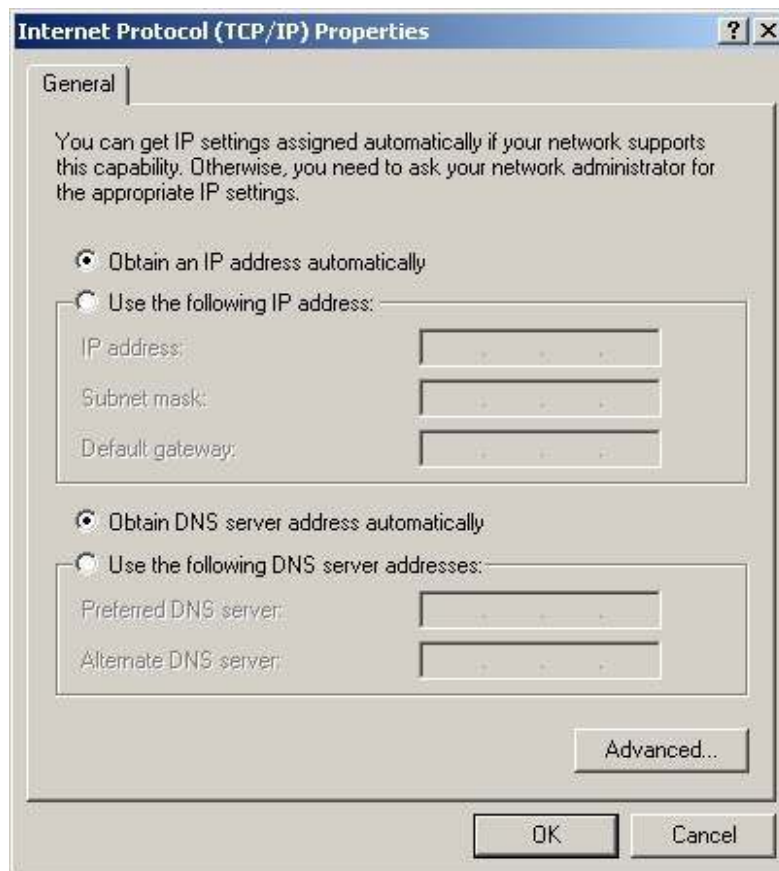 Internet Protocol (TCP/IP) Properties
General
You can get IP settings assigned automatically if your network supports
this capability. Otherwise, you need to ask your network administrator for
the appropriate IP settings.
Obtain an IP address automatically
Use the following IP address:
IP address:
Subnet mask:
Default gateway:
Obtain DNS server address automatically
Use the following DNS server addresses:
Preferred DNS server:
Alternate DNS server:
Advanced...
OK
Cancel